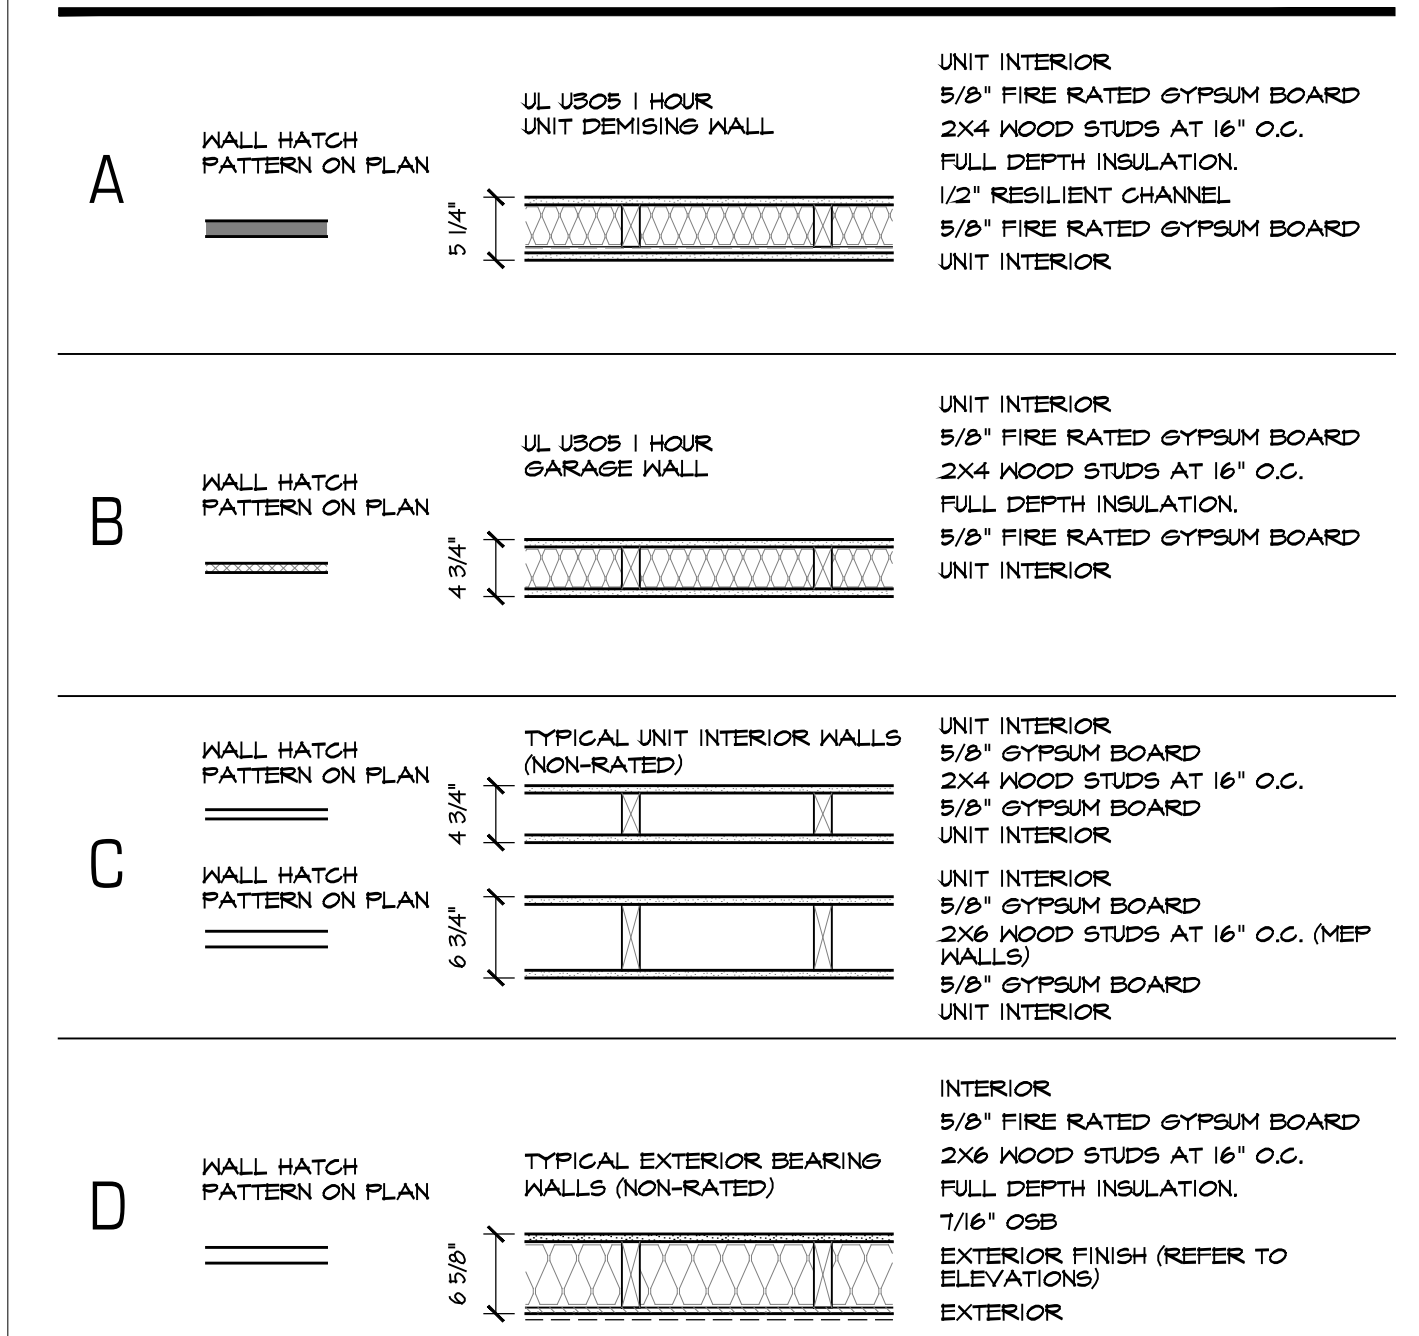 A
WALL HATCH
PATTERN ON PLAN
UL U305 1 HOUR
UNIT DEMISING WALL
5 1/4"
UNIT INTERIOR
5/8" FIRE RATED GYPSUM BOARD
2X4 WOOD STUDS AT 16" O.C.
FULL DEPTH INSULATION.
1/2" RESILIENT CHANNEL
5/8" FIRE RATED GYPSUM BOARD
UNIT INTERIOR
B
WALL HATCH
PATTERN ON PLAN
UL U305 1 HOUR
GARAGE WALL
4 3/4"
UNIT INTERIOR
5/8" FIRE RATED GYPSUM BOARD
2X4 WOOD STUDS AT 16" O.C.
FULL DEPTH INSULATION.
5/8" FIRE RATED GYPSUM BOARD
UNIT INTERIOR
C
WALL HATCH
PATTERN ON PLAN
TYPICAL UNIT INTERIOR WALLS
(NON-RATED)
4 3/4"
UNIT INTERIOR
5/8" GYPSUM BOARD
2X4 WOOD STUDS AT 16" O.C.
5/8" GYPSUM BOARD
UNIT INTERIOR
WALL HATCH
PATTERN ON PLAN
6 3/4"
UNIT INTERIOR
5/8" GYPSUM BOARD
2X6 WOOD STUDS AT 16" O.C. (MEP
WALLS)
5/8" GYPSUM BOARD
UNIT INTERIOR
D
WALL HATCH
PATTERN ON PLAN
TYPICAL EXTERIOR BEARING
WALLS (NON-RATED)
6 5/8"
INTERIOR
5/8" FIRE RATED GYPSUM BOARD
2X6 WOOD STUDS AT 16" O.C.
FULL DEPTH INSULATION.
7/16" OSB
EXTERIOR FINISH (REFER TO
ELEVATIONS)
EXTERIOR